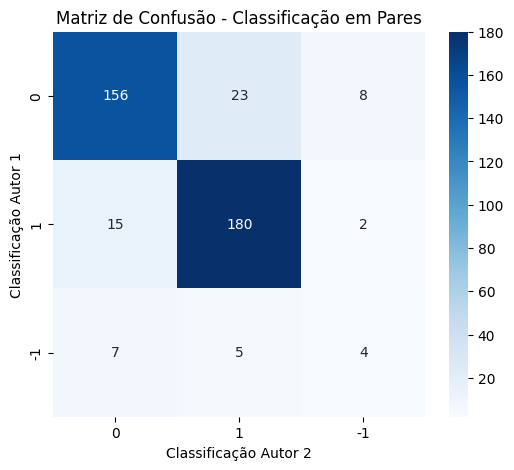 Matriz de Confusão - Classificação em Pares
Classificação Autor 1
0
156 23 8
1
15 180 2
-1
7 5 4
0 1 -1
Classificação Autor 2
180
160
140
120
100
80
60
40
20